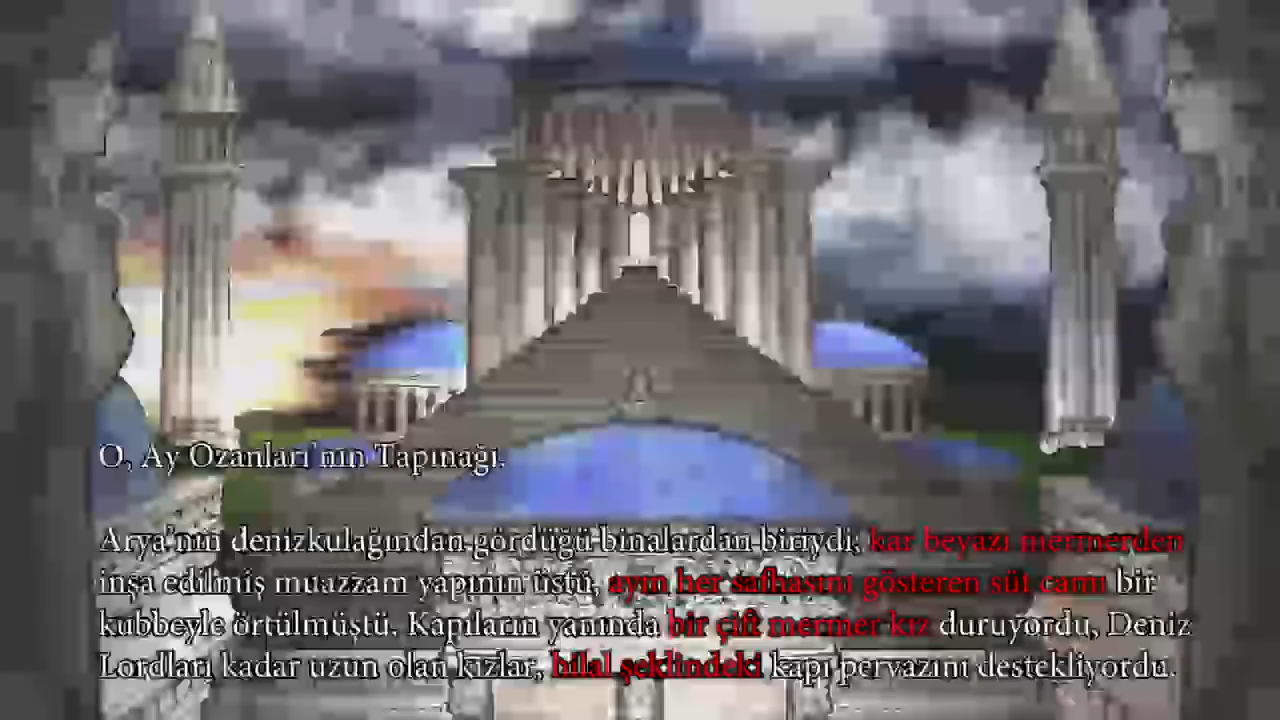 O, Ay Ozanları'nın Tapınağı.
Arya'nın denizkulağından gördüğü binalardan biriydi; kar beyazı mermerden
inşa edilmiş muazzam yapının üstü, ayın her safhasını gösteren süt camı bir
kubbeyle örtülmüştü. Kapıların yanında bir çift mermer kız duruyordu, Deniz
Lordları kadar uzun olan kızlar, hilal şeklindeki kapı pervazını destekliyordu.